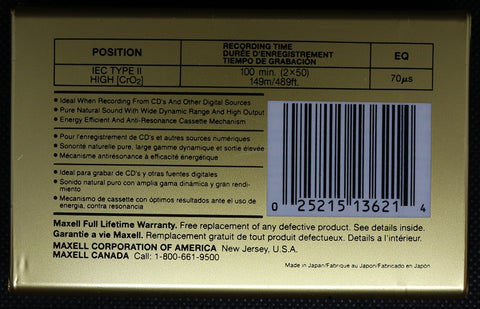 POSITION
RECORDING TIME
DURÉE D'ENREGISTREMENT
TIEMPO DE GRABACIÓN
EQ
IEC TYPE II
HIGH [CrO₂]
100 min. (2×50)
149m/489ft.
70µs
• Ideal When Recording From CD's And Other Digital Sources
• Pure Natural Sound With Wide Dynamic Range And High Output
• Energy Efficient And Anti-Resonance Cassette Mechanism
• Pour l'enregistrement de CD's et autres sources numériques
• Sonorité naturelle pure, large gamme dynamique et sortie élevée
• Mécanisme antirésonance à efficacité énergétique
• Ideal para grabar de CD's y otras fuentes digitales
• Sonido natural puro con amplia gama dinámica y gran rendi-
miento
• Mecanismo de cassette con óptimos resultados ante el uso de
energia, contra resonancia
0 25215 13621 4
Maxell Full Lifetime Warranty. Free replacement of any defective product. See details inside.
Garantie a vie Maxell. Remplacement gratuit de tout produit defectueux. Details a l'intérieur.
MAXELL CORPORATION OF AMERICA New Jersey, U.S.A.
MAXELL CANADA Call: 1-800-661-9500
Made in Japan/Fabriqué au Japon/Fabricado en Japón